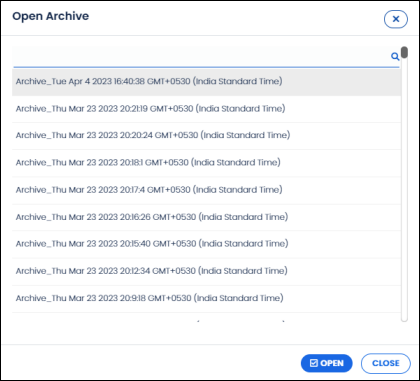 Open Archive
Archive_Tue Apr 4 2023 16:40:38 GMT+0530 (India Standard Time)
Archive_Thu Mar 23 2023 20:21:19 GMT+0530 (India Standard Time)
Archive_Thu Mar 23 2023 20:20:24 GMT+0530 (India Standard Time)
Archive_Thu Mar 23 2023 20:18:1 GMT+0530 (India Standard Time)
Archive_Thu Mar 23 2023 20:17:4 GMT+0530 (India Standard Time)
Archive_Thu Mar 23 2023 20:16:26 GMT+0530 (India Standard Time)
Archive_Thu Mar 23 2023 20:15:40 GMT+0530 (India Standard Time)
Archive_Thu Mar 23 2023 20:12:34 GMT+0530 (India Standard Time)
Archive_Thu Mar 23 2023 20:9:18 GMT+0530 (India Standard Time)
OPEN
CLOSE